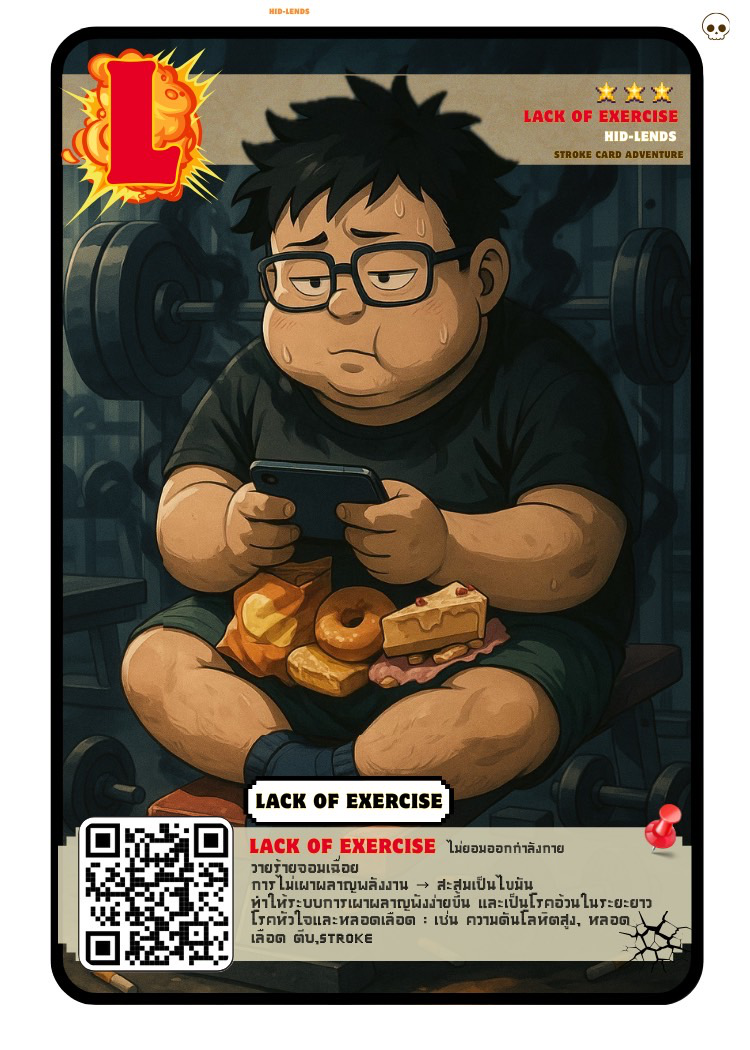 HID-LENDS
L
LACK OF EXERCISE
HID-LENDS
STROKE CARD ADVENTURE
LACK OF EXERCISE
LACK OF EXERCISE ไม่ยอมออกกำลังกาย
วายร้ายจอมเฉื่อย
การไม่เผาผลาญพลังงาน → สะสมเป็นไขมัน
ทำให้ระบบการเผาผลาญพังง่ายขึ้น และเป็นโรคอ้วนในระยะยาว
โรคหัวใจและหลอดเลือด : เช่น ความดันโลหิตสูง, หลอด
เลือด ตีบ,STROKE